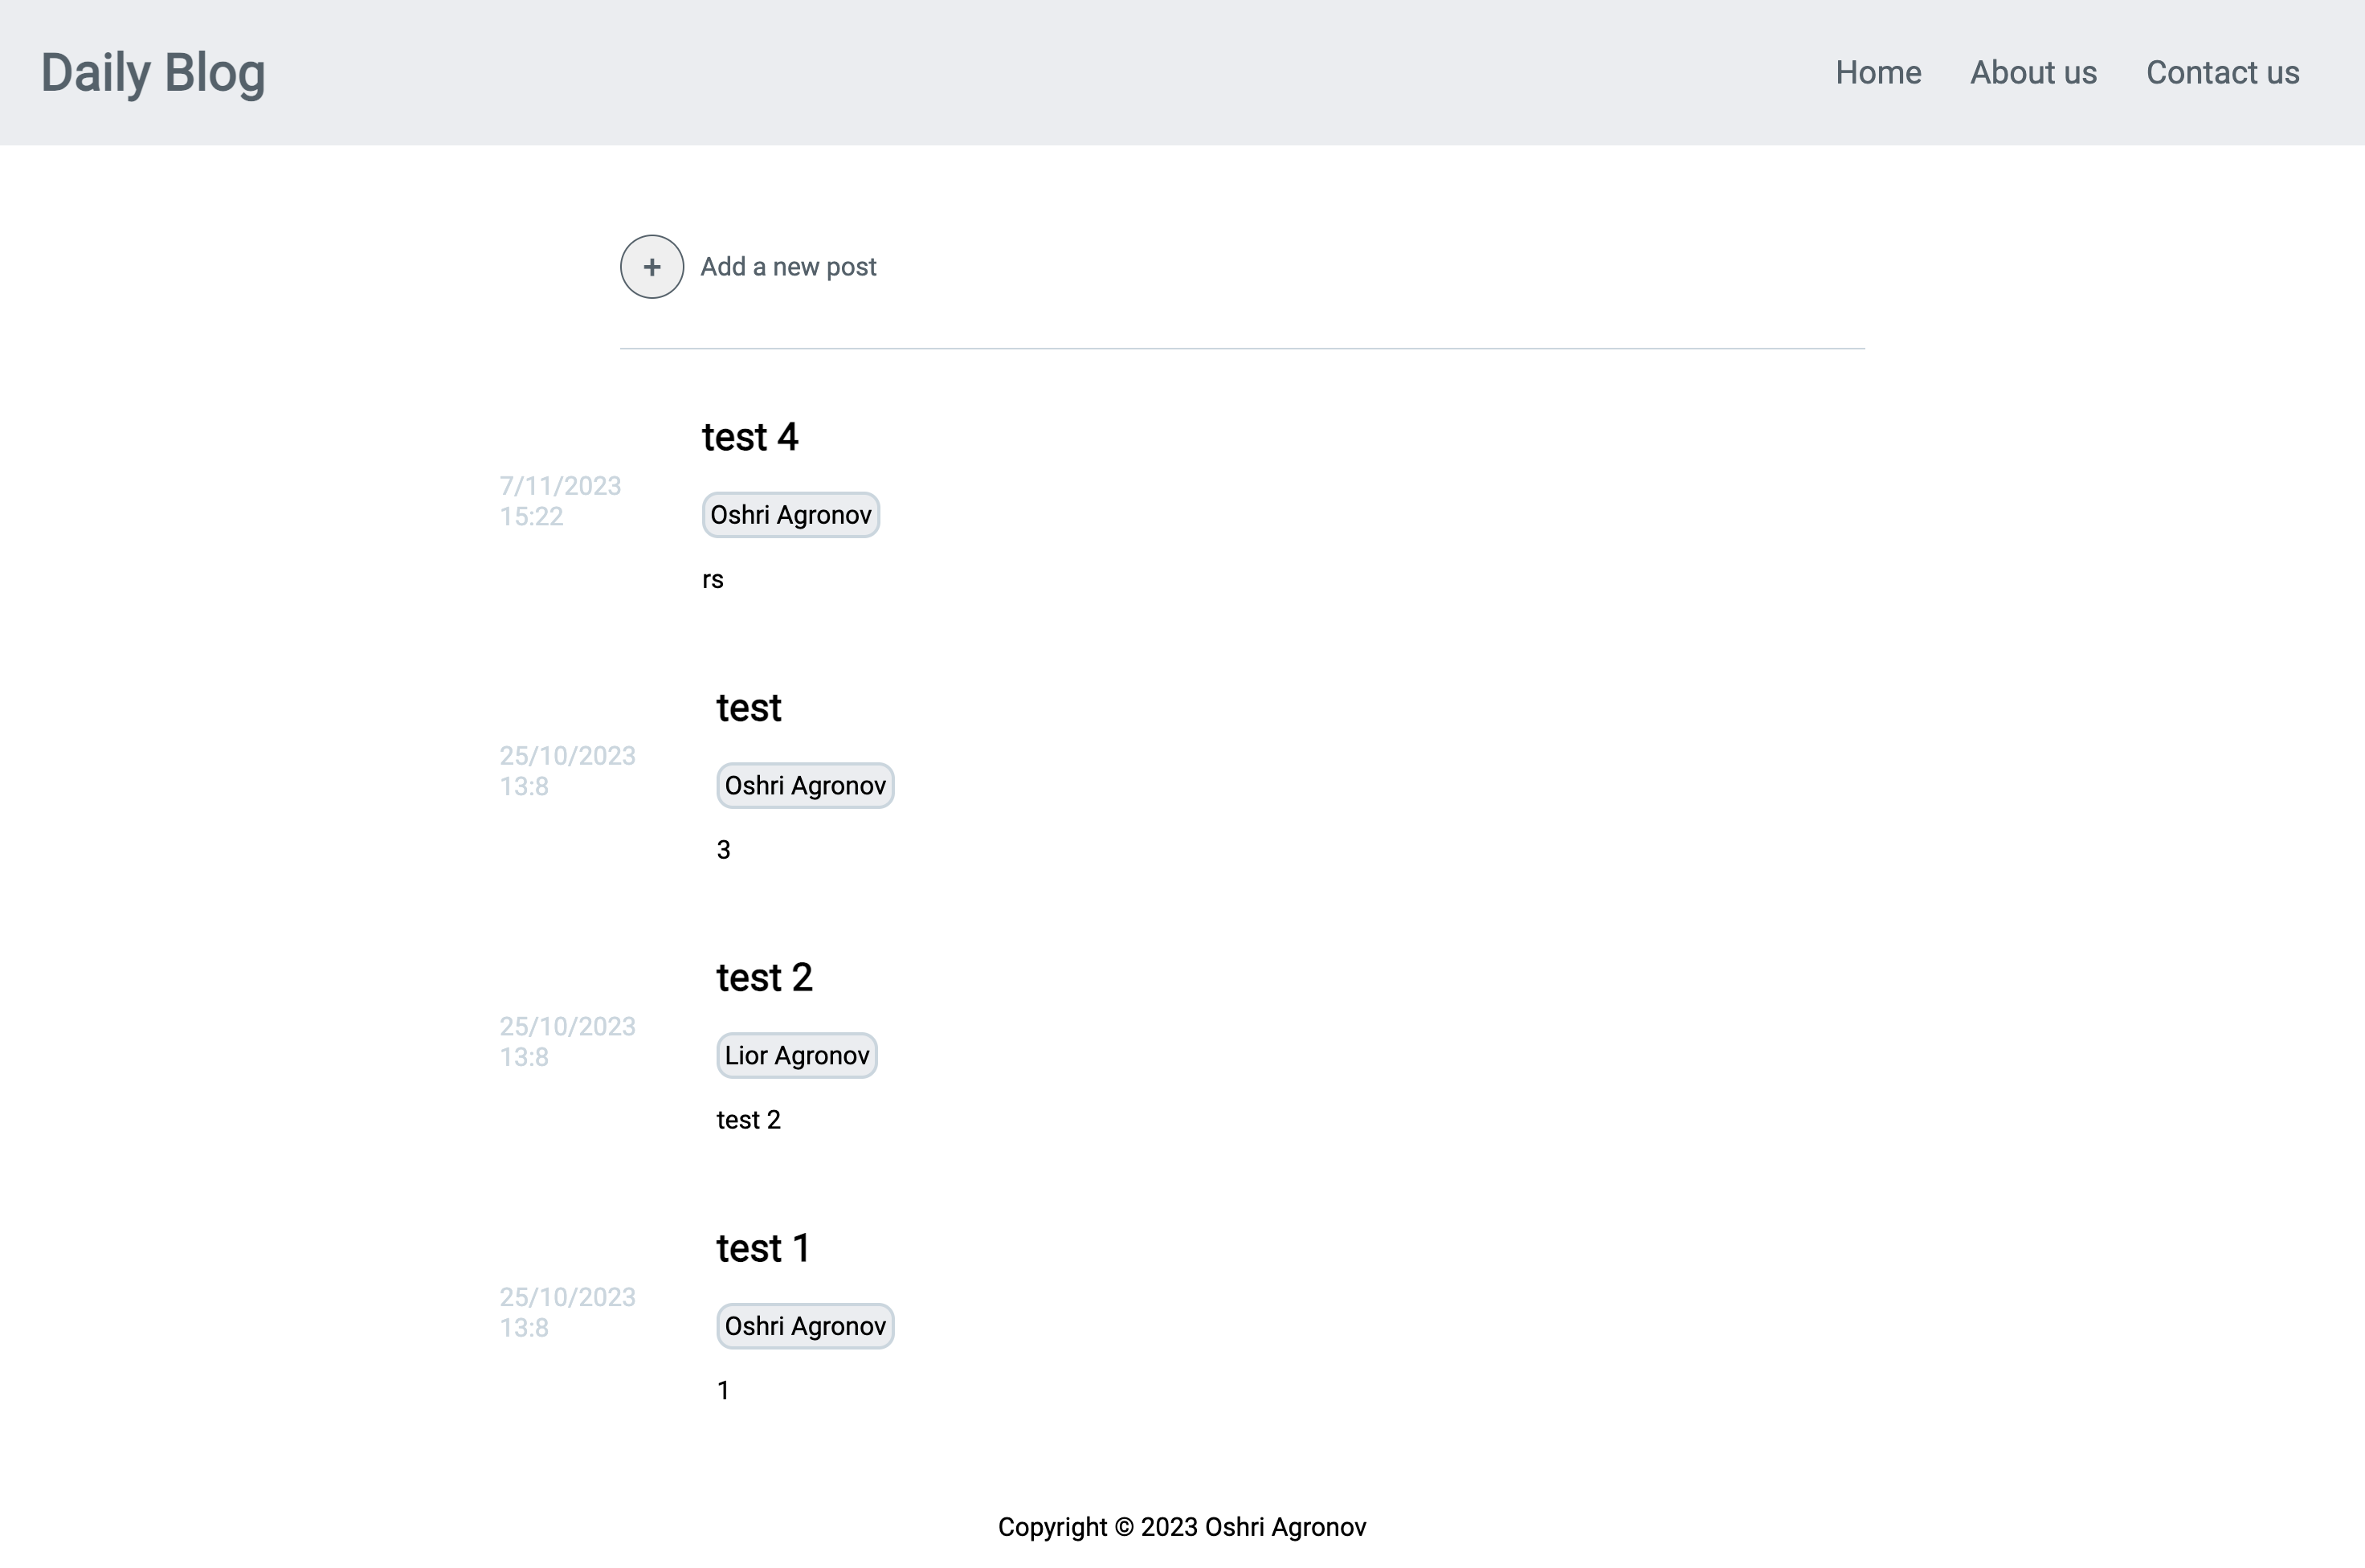 Daily Blog
Home About us Contact us
+ Add a new post
test 4
7/11/2023
15:22
Oshri Agronov
rs
test
25/10/2023
13:8
Oshri Agronov
3
test 2
25/10/2023
13:8
Lior Agronov
test 2
test 1
25/10/2023
13:8
Oshri Agronov
1
Copyright © 2023 Oshri Agronov